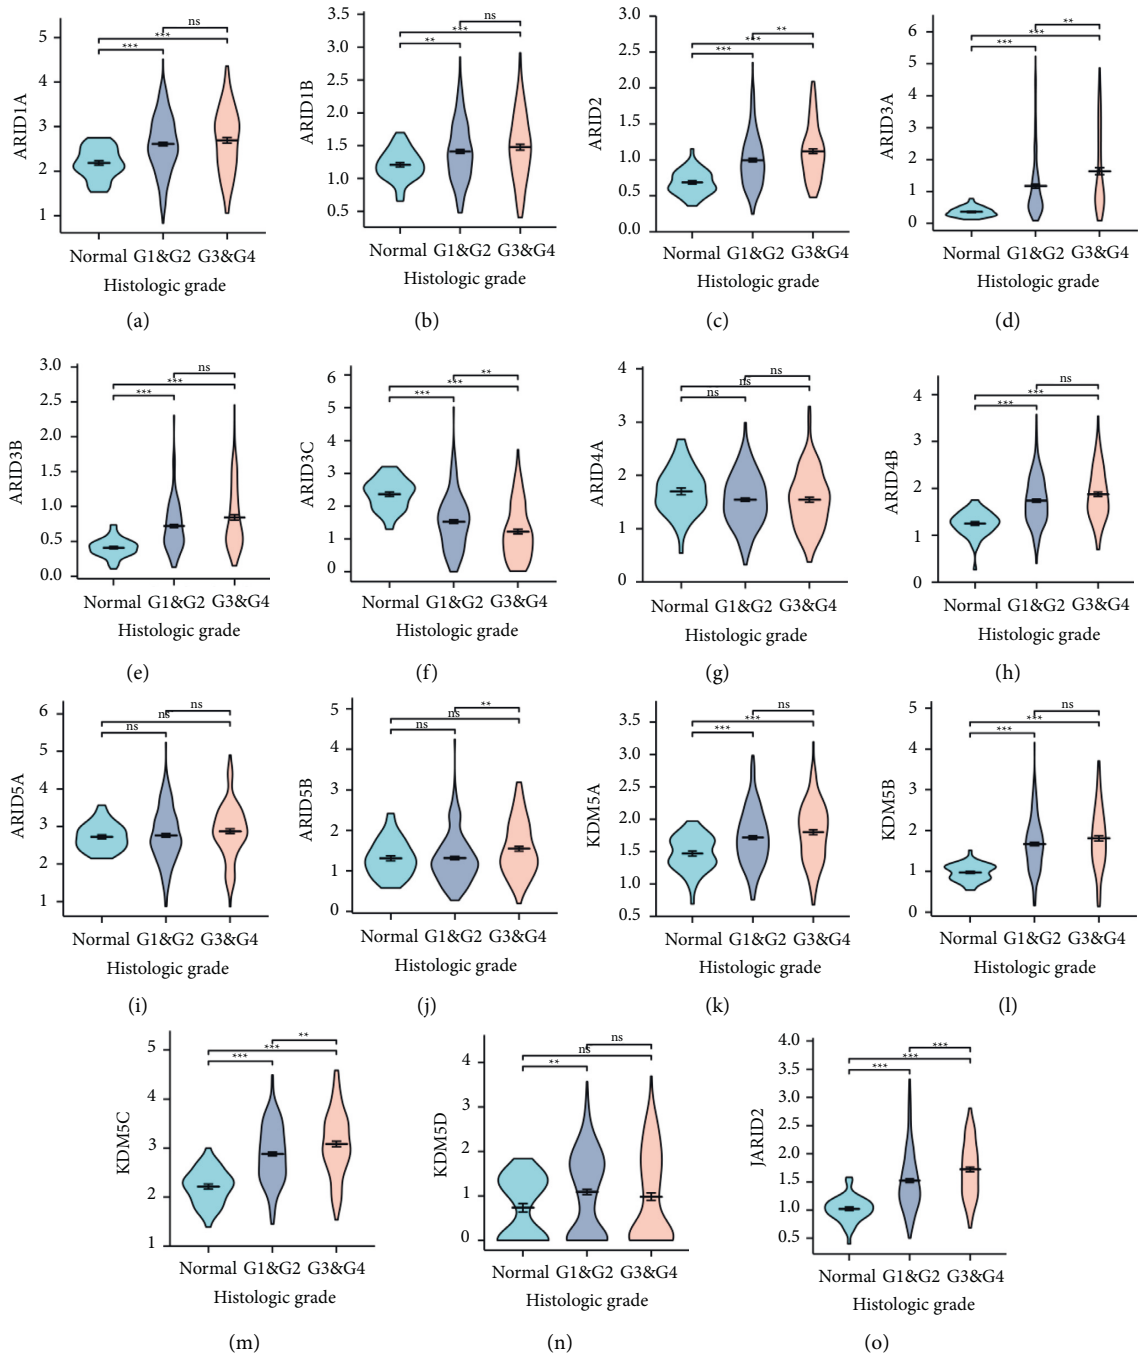 ARID1A
5
4
3
2
1
***
***
ns
Normal G1&G2 G3&G4
Histologic grade
(a)
ARID1B
3.5
3.0
2.5
2.0
1.5
1.0
0.5
**
***
ns
Normal G1&G2 G3&G4
Histologic grade
(b)
ARID2
3.0
2.5
2.0
1.5
1.0
0.5
0.0
***
***
**
Normal G1&G2 G3&G4
Histologic grade
(c)
ARID3A
6
5
4
3
2
1
0
***
***
**
Normal G1&G2 G3&G4
Histologic grade
(d)
ARID3B
3.0
2.5
2.0
1.5
1.0
0.5
0.0
***
***
ns
Normal G1&G2 G3&G4
Histologic grade
(e)
ARID3C
6
5
4
3
2
1
0
***
***
**
Normal G1&G2 G3&G4
Histologic grade
(f)
ARID4A
4
3
2
1
0
ns
ns
ns
Normal G1&G2 G3&G4
Histologic grade
(g)
ARID4B
4
3
2
1
0
***
***
ns
Normal G1&G2 G3&G4
Histologic grade
(h)
ARID5A
6
5
4
3
2
1
ns
ns
ns
Normal G1&G2 G3&G4
Histologic grade
(i)
ARID5B
5
4
3
2
1
0
ns
ns
**
Normal G1&G2 G3&G4
Histologic grade
(j)
KDM5A
3.5
3.0
2.5
2.0
1.5
1.0
0.5
***
***
ns
Normal G1&G2 G3&G4
Histologic grade
(k)
KDM5B
5
4
3
2
1
0
***
***
ns
Normal G1&G2 G3&G4
Histologic grade
(l)
KDM5C
5
4
3
2
1
***
***
**
Normal G1&G2 G3&G4
Histologic grade
(m)
KDM5D
4
3
2
1
0
**
ns
ns
Normal G1&G2 G3&G4
Histologic grade
(n)
JARID2
4.0
3.5
3.0
2.5
2.0
1.5
1.0
0.5
***
***
***
Normal G1&G2 G3&G4
Histologic grade
(o)